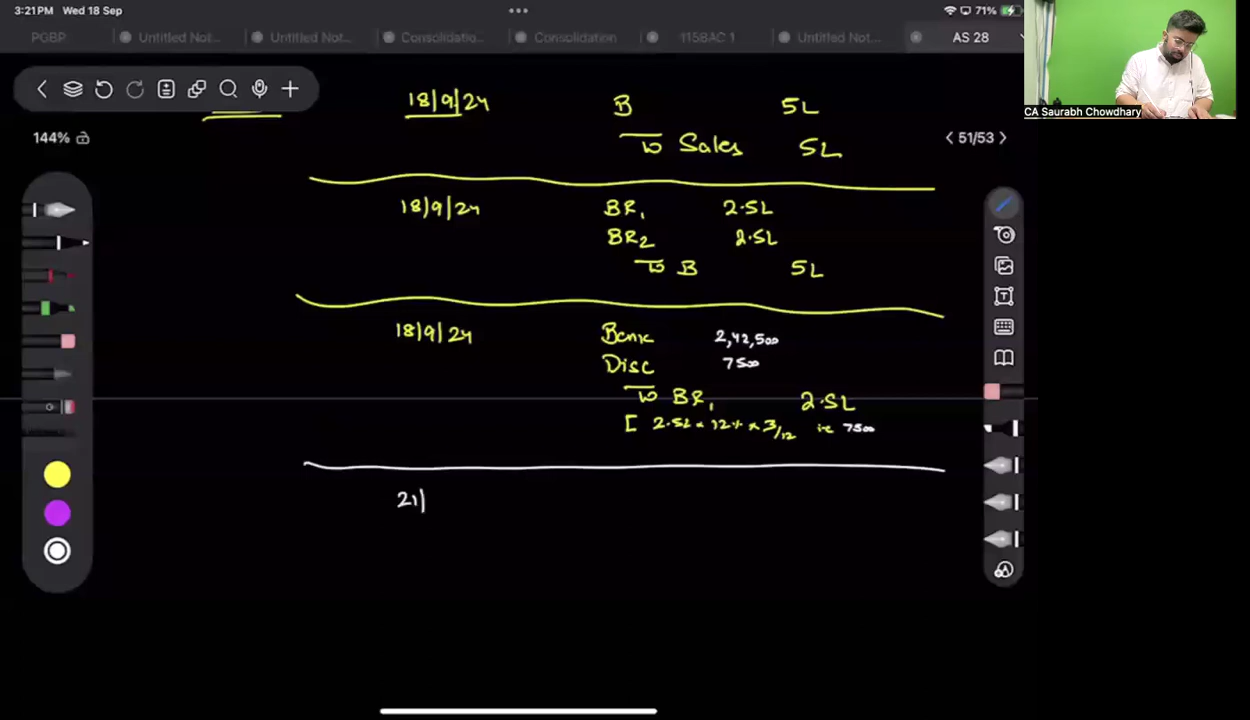 3:21 PM Wed 18 Sep
71%
PGBP Untitled Not... Untitled Not... Consolidatio... Consolidation 115BAC 1 Untitled Not... AS 28
144%
51/53
CA Saurabh Chowdhary
18/9/24 B 5L
To Sales 5L
18/9/24 BR1 2.5L
BR2 2.5L
To B 5L
18/9/24 Bank 2,42,500
Disc 7500
To BR1 2.5L
[ 2.5L × 12% × 3/12 ie 7500
21/